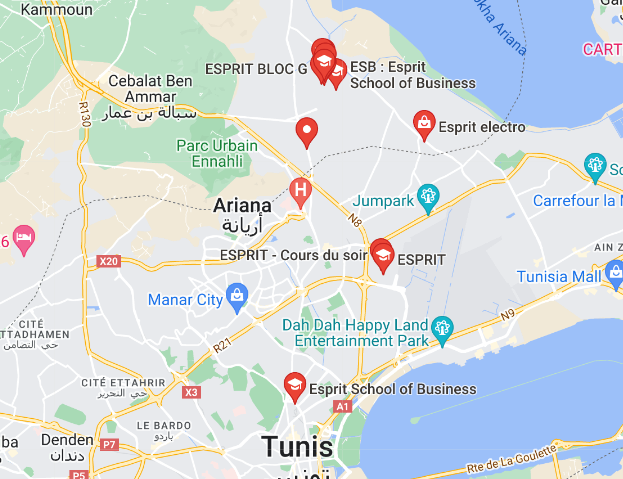 Kammoun
Sebkha Ariana
CART
ESPRIT BLOC G
ESB : Esprit
School of Business
Cebalat Ben
Ammar
سبالة بن عمار
R130
Esprit electro
Parc Urbain
Ennahli
H
Jumpark
Carrefour la M
Ariana
أريانة
N8
ESPRIT - Cours du soir
ESPRIT
AIN Z
X20
Tunisia Mall
Manar City
N9
Dah Dah Happy Land
Entertainment Park
R21
CITÉ
TTADHAMEN
حي التضامن
CITÉ ETTAHRIR
حي التحرير
X3
Esprit School of Business
A1
LE BARDO
باردو
ba
Denden
دندان
P7
P5
Tunis
تونس
Rte de La Goulette